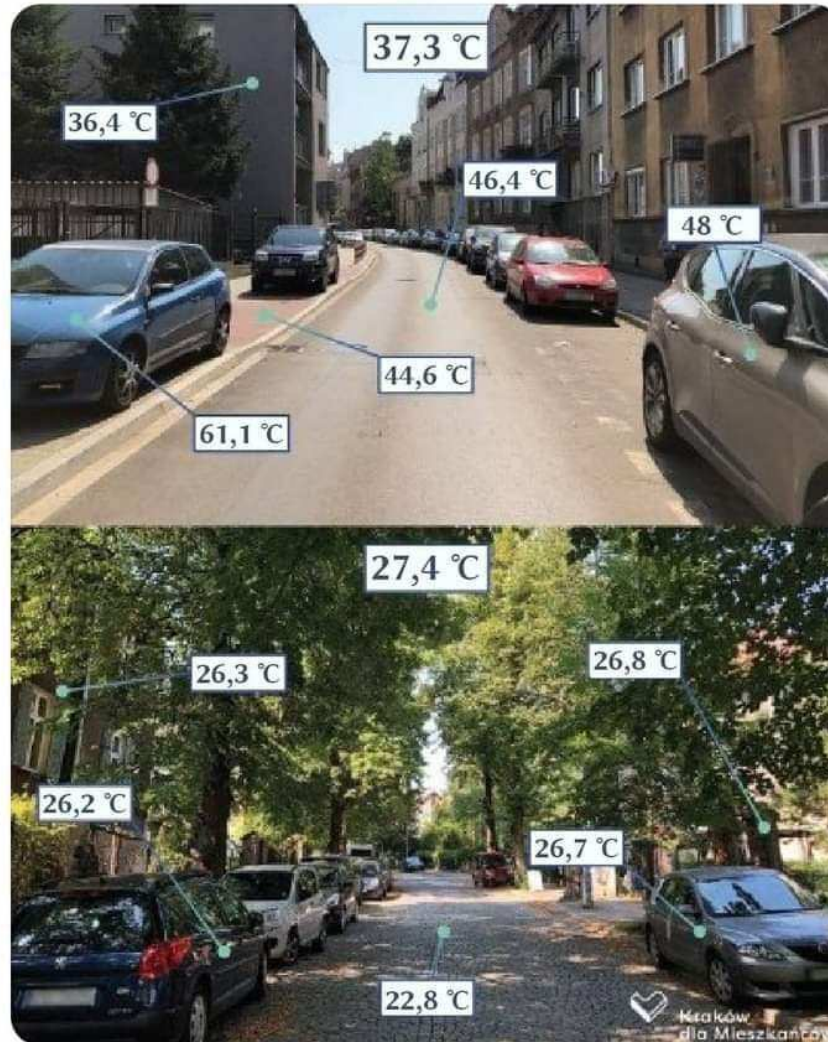 37,3 °C
36,4 °C
46,4 °C
48 °C
44,6 °C
61,1 °C
27,4 °C
26,3 °C
26,8 °C
26,2 °C
26,7 °C
22,8 °C
Kraków
dla Mieszkańców